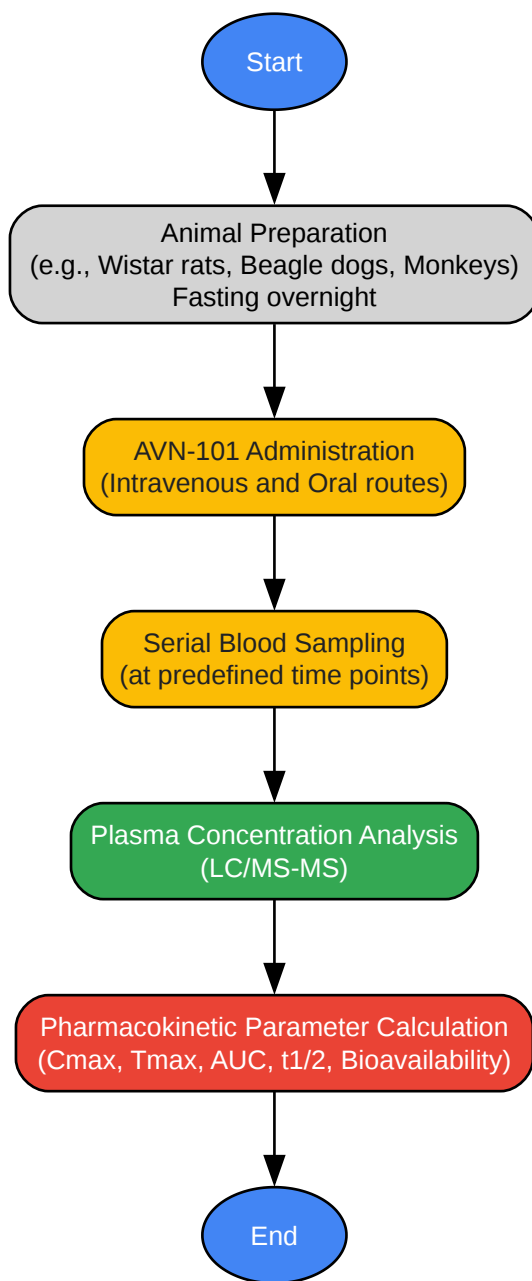 Start
Animal Preparation
(e.g., Wistar rats, Beagle dogs, Monkeys)
Fasting overnight
AVN-101 Administration
(Intravenous and Oral routes)
Serial Blood Sampling
(at predefined time points)
Plasma Concentration Analysis
(LC/MS-MS)
Pharmacokinetic Parameter Calculation
(Cmax, Tmax, AUC, t1/2, Bioavailability)
End